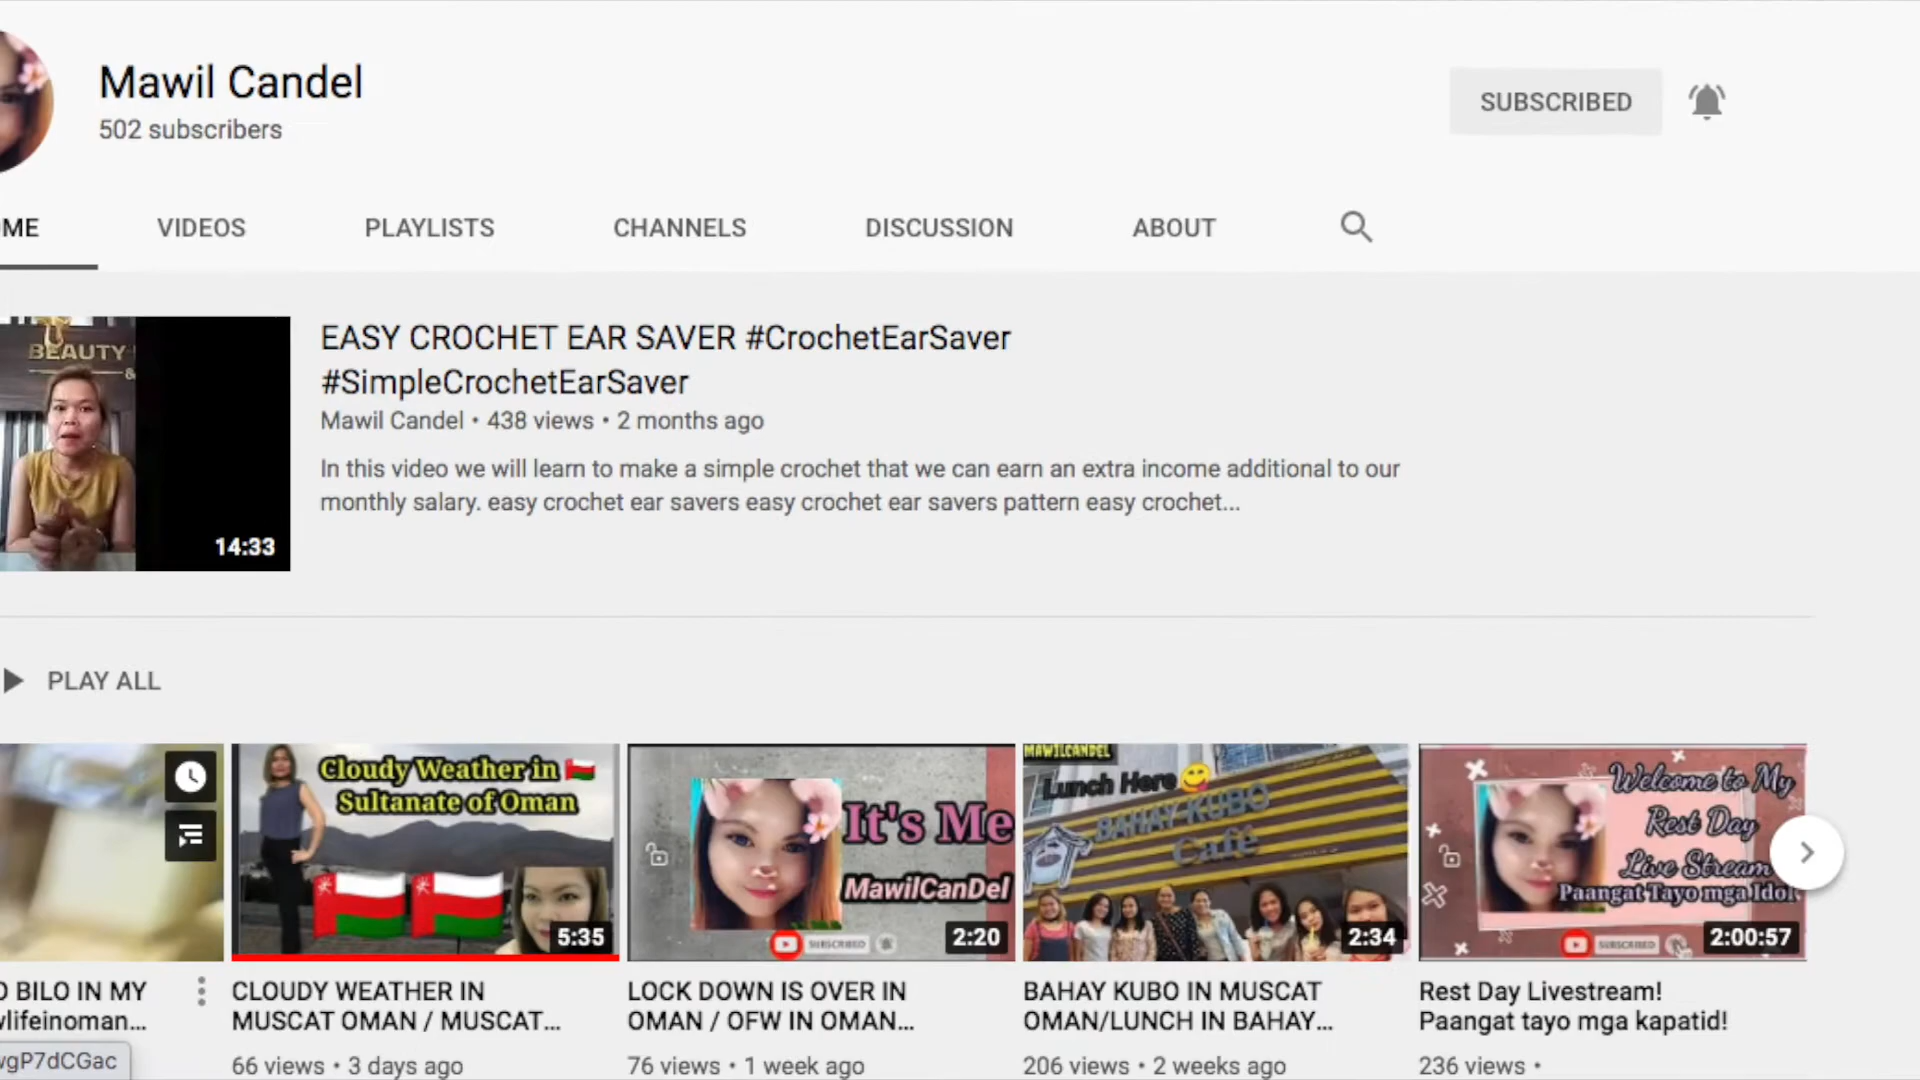 Mawil Candel
502 subscribers
SUBSCRIBED
ME
VIDEOS
PLAYLISTS
CHANNELS
DISCUSSION
ABOUT
BEAUTY
&
14:33
EASY CROCHET EAR SAVER #CrochetEarSaver
#SimpleCrochetEarSaver
Mawil Candel • 438 views • 2 months ago
In this video we will learn to make a simple crochet that we can earn an extra income additional to our
monthly salary. easy crochet ear savers easy crochet ear savers pattern easy crochet...
PLAY ALL
Cloudy Weather in
Sultanate of Oman
5:35
It's Me
MawilCanDel
SUBSCRIBED
2:20
MAWILCANDEL
Lunch Here
BAHAY KUBO
Café
2:34
Welcome to My
Rest Day
Live Stream
Paangat Tayo mga Idol
SUBSCRIBED
2:00:57
O BILO IN MY
vlifeinoman...
CLOUDY WEATHER IN
MUSCAT OMAN / MUSCAT...
66 views • 3 days ago
LOCK DOWN IS OVER IN
OMAN / OFW IN OMAN...
76 views • 1 week ago
BAHAY KUBO IN MUSCAT
OMAN/LUNCH IN BAHAY...
206 views • 2 weeks ago
Rest Day Livestream!
Paangat tayo mga kapatid!
236 views •
wgP7dCGac